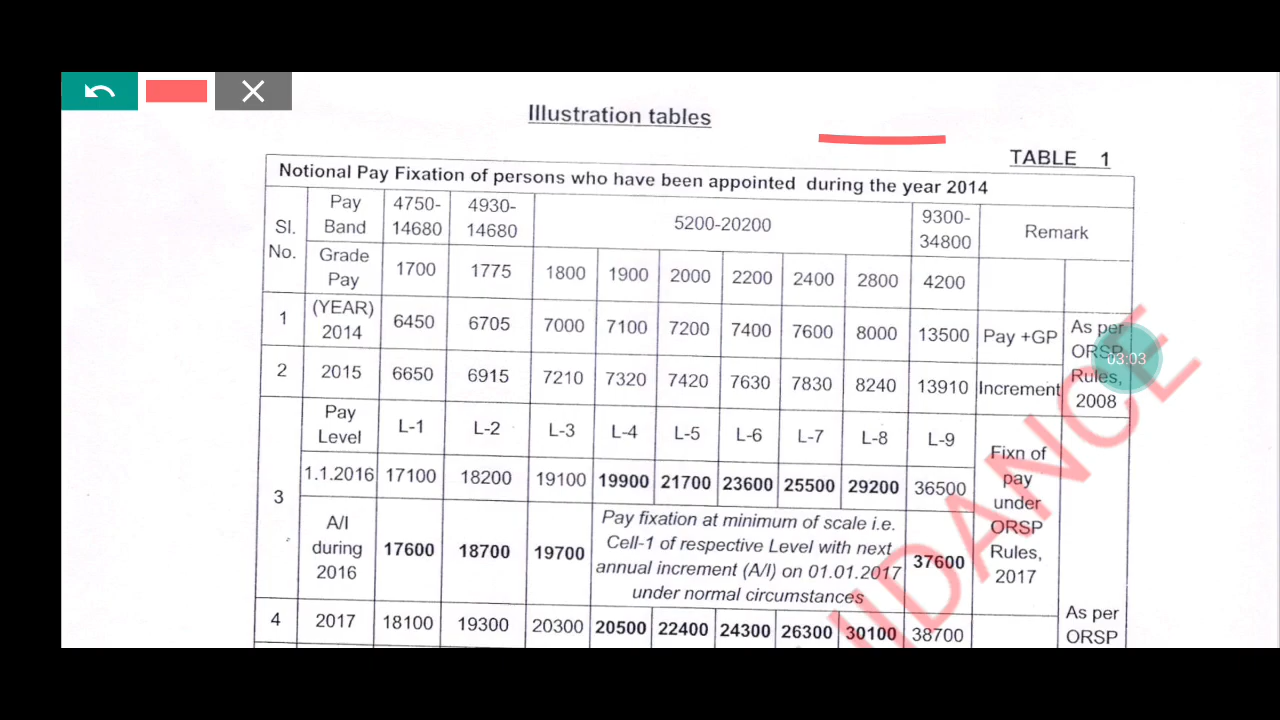 Illustration tables
TABLE 1
Notional Pay Fixation of persons who have been appointed during the year 2014
Sl. No. Pay Band 4750-14680 4930-14680 5200-20200 9300-34800 Remark
Grade Pay 1700 1775 1800 1900 2000 2200 2400 2800 4200
1 (YEAR) 2014 6450 6705 7000 7100 7200 7400 7600 8000 13500 Pay +GP As per ORSP Rules, 2008
2 2015 6650 6915 7210 7320 7420 7630 7830 8240 13910 Increment
3 Pay Level L-1 L-2 L-3 L-4 L-5 L-6 L-7 L-8 L-9 Fixn of pay under ORSP Rules, 2017
1.1.2016 17100 18200 19100 19900 21700 23600 25500 29200 36500
A/I during 2016 17600 18700 19700 Pay fixation at minimum of scale i.e. Cell-1 of respective Level with next annual increment (A/I) on 01.01.2017 under normal circumstances 37600
4 2017 18100 19300 20300 20500 22400 24300 26300 30100 38700 As per ORSP
03:03